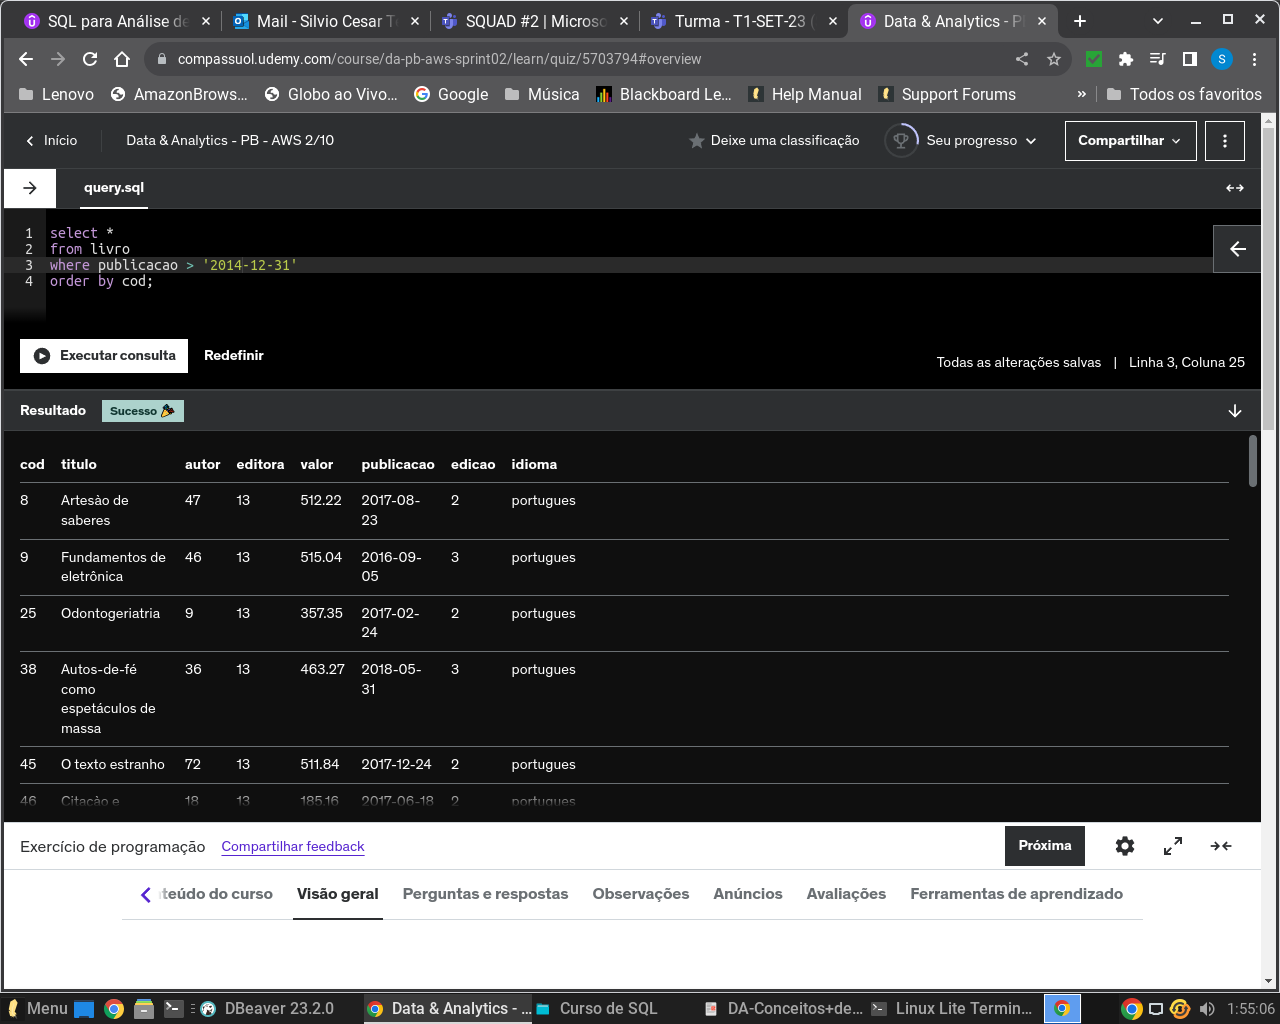 SQL para Análise de
Mail - Silvio Cesar T
SQUAD #2 | Microso
Turma - T1-SET-23 (
Data & Analytics - P
compassuol.udemy.com/course/da-pb-aws-sprint02/learn/quiz/5703794#overview
S
Lenovo
AmazonBrows...
Globo ao Vivo...
Google
Música
Blackboard Le...
Help Manual
Support Forums
»
Todos os favoritos
Início
Data & Analytics - PB - AWS 2/10
Deixe uma classificação
Seu progresso
Compartilhar
query.sql
1 select *
2 from livro
3 where publicacao > '2014-12-31'
4 order by cod;
Executar consulta
Redefinir
Todas as alterações salvas | Linha 3, Coluna 25
Resultado
Sucesso
cod titulo autor editora valor publicacao edicao idioma
8 Artesào de 47 13 512.22 2017-08- 2 portugues
saberes 23
9 Fundamentos de 46 13 515.04 2016-09- 3 portugues
eletrônica 05
25 Odontogeriatria 9 13 357.35 2017-02- 2 portugues
24
38 Autos-de-fé 36 13 463.27 2018-05- 3 portugues
como 31
espetáculos de
massa
45 O texto estranho 72 13 511.84 2017-12-24 2 portugues
46 Citacào e 18 13 185.16 2017-06-18 2 portugues
Exercício de programação
Compartilhar feedback
Próxima
teúdo do curso
Visão geral
Perguntas e respostas
Observações
Anúncios
Avaliações
Ferramentas de aprendizado
Menu
DBeaver 23.2.0
Data & Analytics - ...
Curso de SQL
DA-Conceitos+de...
Linux Lite Termin...
1:55:06